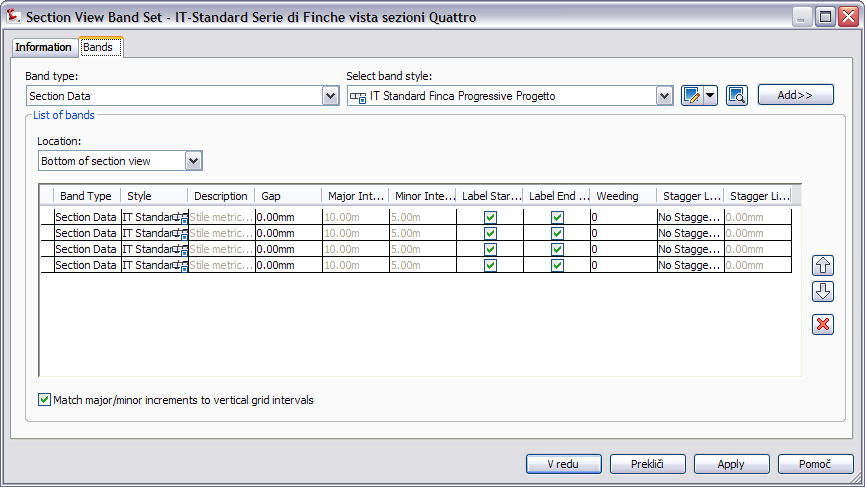 Section View Band Set - IT-Standard Serie di Finche vista sezioni Quattro
Information Bands
Band type: Select band style:
Section Data IT Standard Finca Progressive Progetto Add>>
List of bands
Location:
Bottom of section view
Band Type Style Description Gap Major Int... Minor Inte... Label Star... Label End ... Weeding Stagger L... Stagger Li...
Section Data IT Standar Stile metric... 0.00mm 10.00m 5.00m 0 No Stagge... 0.00mm
Section Data IT Standar Stile metric... 0.00mm 10.00m 5.00m 0 No Stagge... 0.00mm
Section Data IT Standar Stile metric... 0.00mm 10.00m 5.00m 0 No Stagge... 0.00mm
Section Data IT Standar Stile metric... 0.00mm 10.00m 5.00m 0 No Stagge... 0.00mm
Match major/minor increments to vertical grid intervals
V redu Prekliči Apply Pomoč